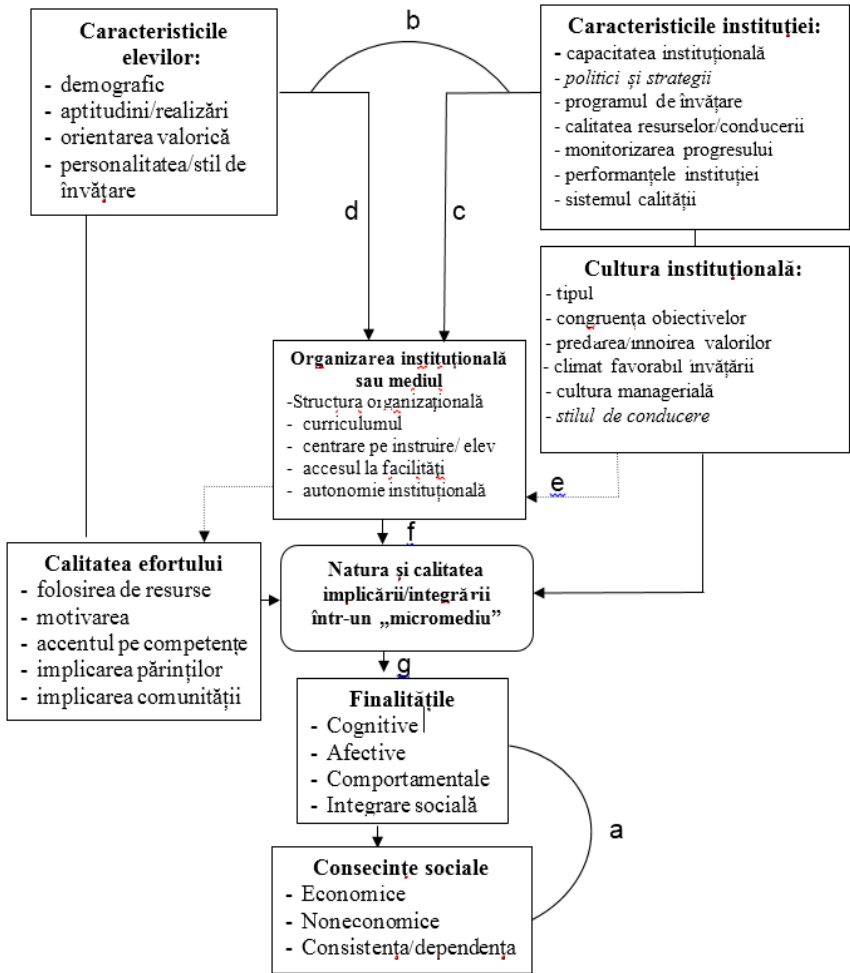 b
Caracteristicile
elevilor:
- demografic
- aptitudini/realizări
- orientarea valorică
- personalitatea/stil de
învățare
Caracteristicile instituției:
- capacitatea instituțională
- politici și strategii
- programul de învățare
- calitatea resurselor/conducerii
- monitorizarea progresului
- performanțele instituției
- sistemul calității
d
c
Cultura instituțională:
- tipul
- congruența obiectivelor
- predarea/innoirea valorilor
- climat favorabil invățării
- cultura managerială
- stilul de conducere
Organizarea instituțională
sau mediul
-Structura organizațională
- curriculumul
- centrare pe instruire/ elev
- accesul la facilități
- autonomie instituțională
e
f
Calitatea efortului
- folosirea de resurse
- motivarea
- accentul pe competențe
- implicarea părinților
- implicarea comunității
Natura și calitatea
implicării/integrării
într-un „micromediu”
g
Finalitățile
- Cognitive
- Afective
- Comportamentale
- Integrare socială
a
Consecințe sociale
- Economice
- Noneconomice
- Consistența/dependența